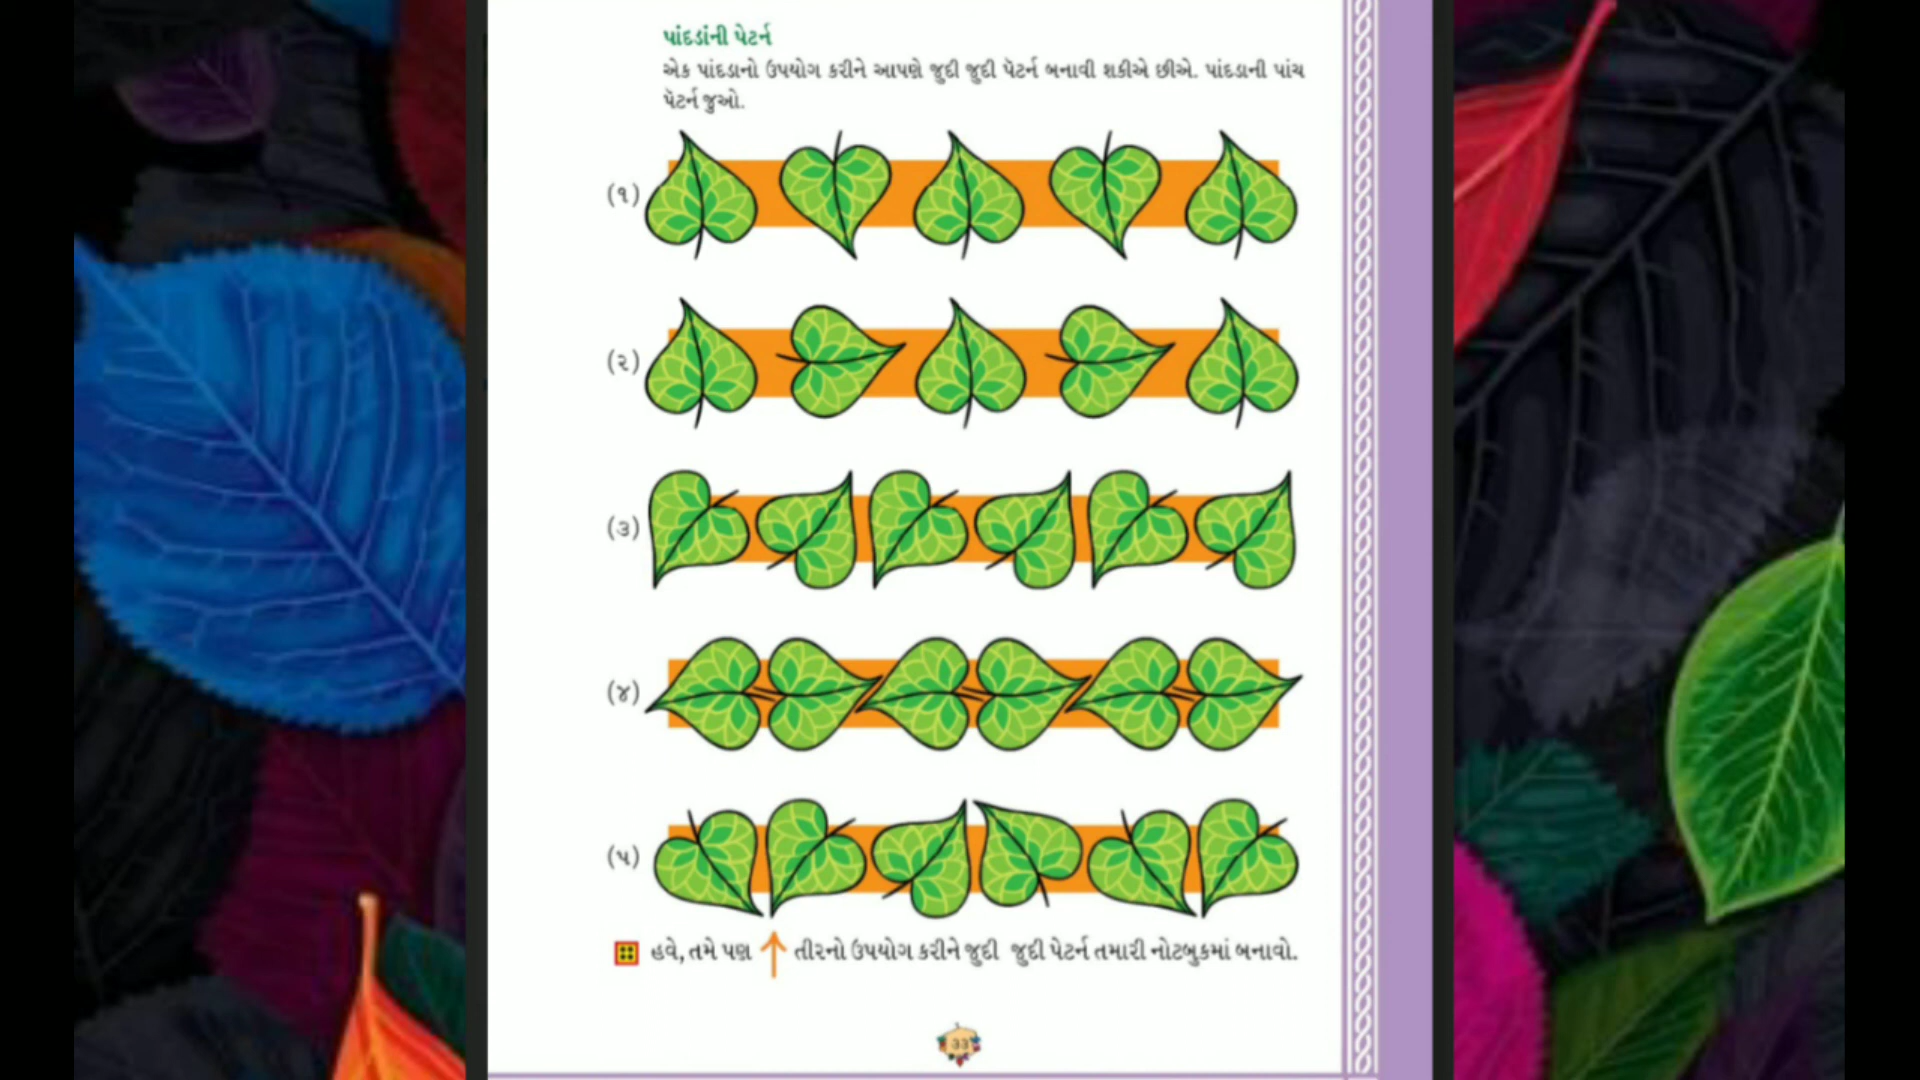 પાંદડાંની પેટર્ન
એક પાંદડાનો ઉપયોગ કરીને આપણે જુદી જુદી પૅટર્ન બનાવી શકીએ છીએ. પાંદડાની પાંચ
પૅટર્ન જુઓ.
(૧)
(૨)
(૩)
(૪)
(૫)
હવે, તમે પણ ↑ તીરનો ઉપયોગ કરીને જુદી જુદી પેટર્ન તમારી નોટબુકમાં બનાવો.
33